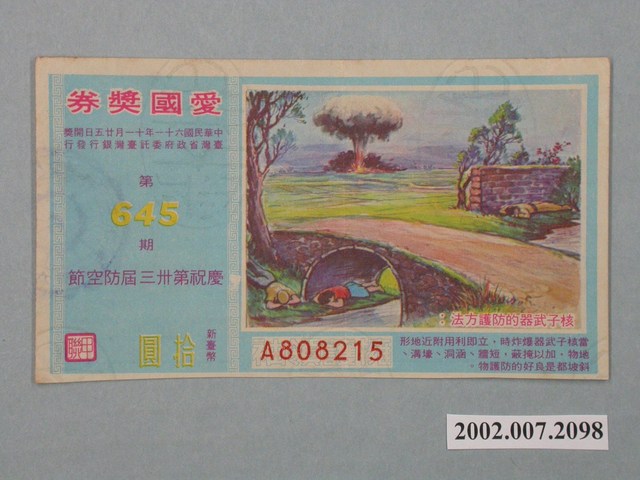 愛國獎券
中華民國六十一年十一月廿五日開獎
臺灣省政府委託臺灣銀行發行
第
645
期
慶祝第卅三屆防空節
新臺幣
拾圓
核子武器的防護方法：
當核子武器爆炸時，立即利用附近地形
地物，加以掩蔽，短牆、涵洞、壕溝、
斜坡都是良好的防護物。
A808215
2002.007.2098